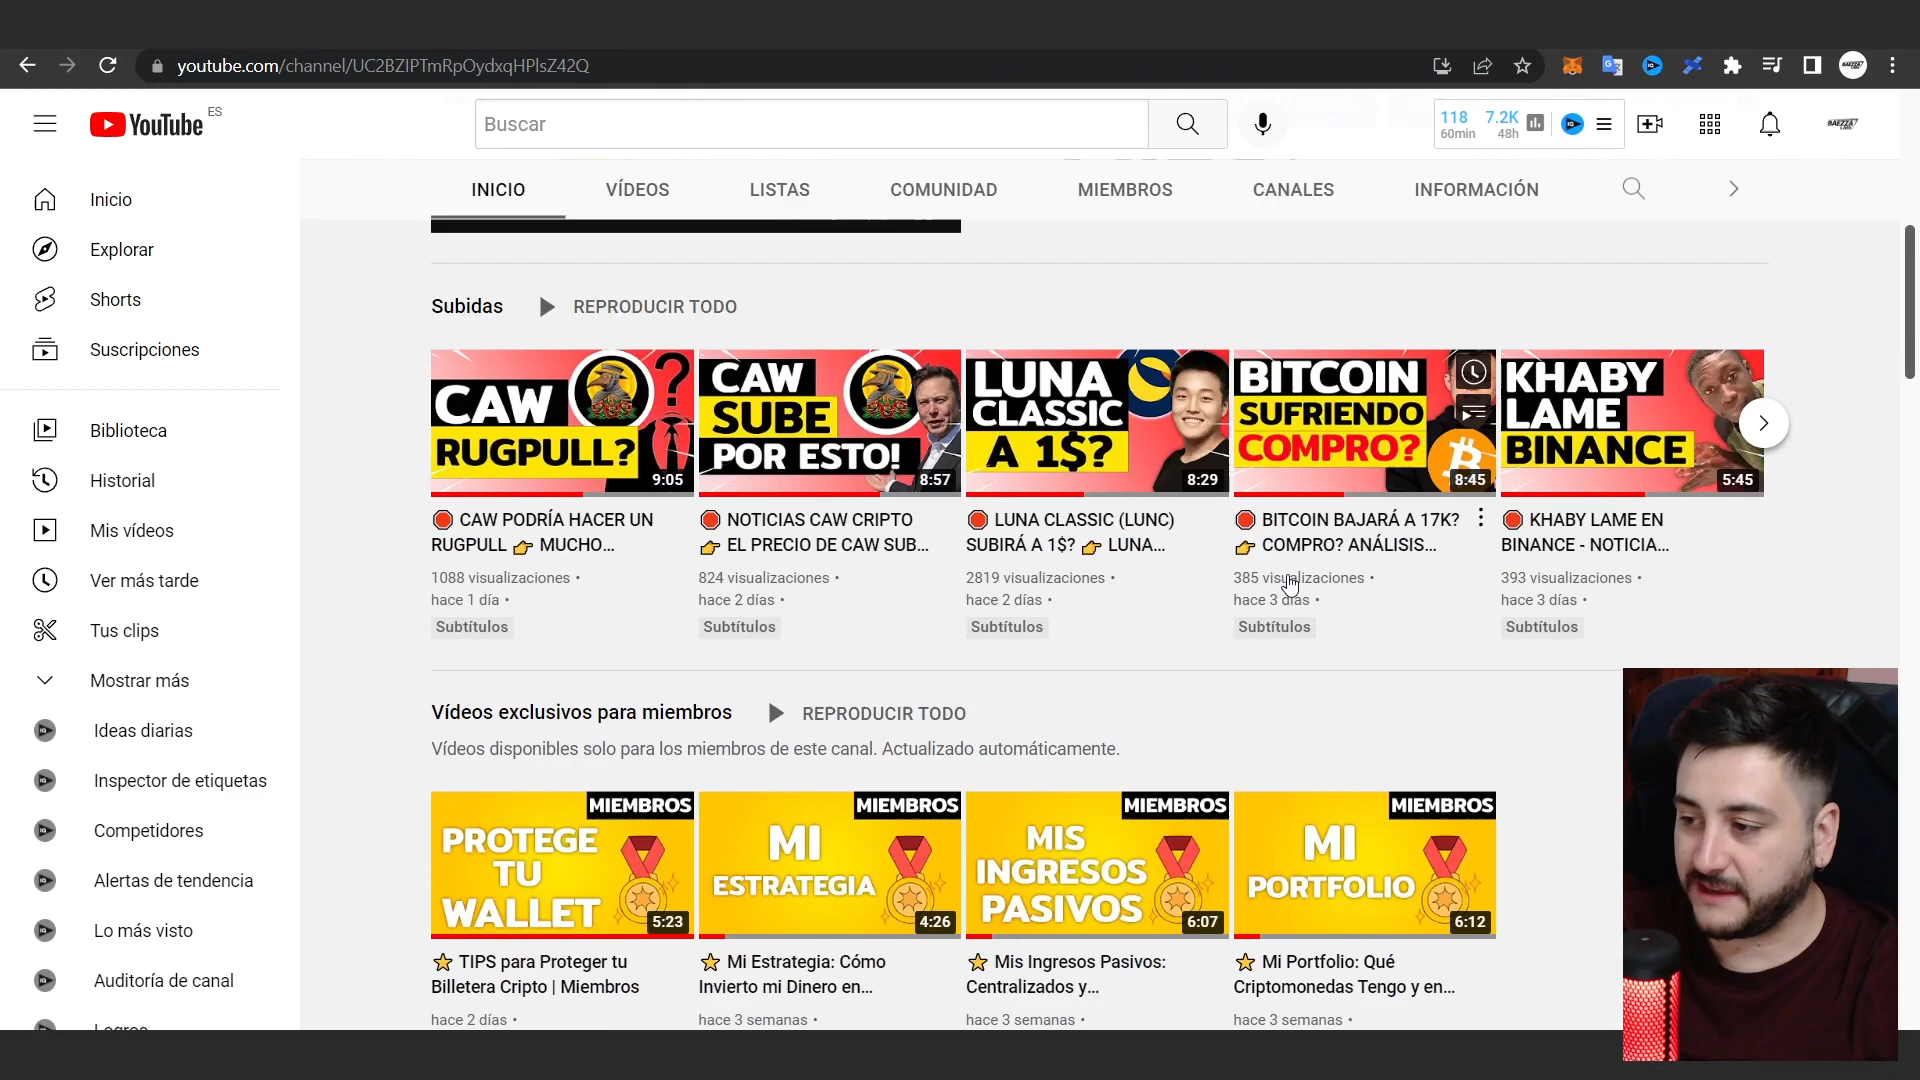 youtube.com/channel/UC2BZIPTmRpOydxqHPlsZ42Q
YouTube ES
Buscar
118 7.2K
60min 48h
BAEZZA
INICIO VÍDEOS LISTAS COMUNIDAD MIEMBROS CANALES INFORMACIÓN
Inicio
Explorar
Shorts
Suscripciones
Biblioteca
Historial
Mis vídeos
Ver más tarde
Tus clips
Mostrar más
Ideas diarias
Inspector de etiquetas
Competidores
Alertas de tendencia
Lo más visto
Auditoría de canal
Logros
Subidas REPRODUCIR TODO
CAW
RUGPULL?
9:05
CAW
SUBE
POR ESTO!
8:57
LUNA
CLASSIC
A 1$?
8:29
BITCOIN
SUFRIENDO
COMPRO?
8:45
KHABY
LAME
BINANCE
5:45
🛑 CAW PODRÍA HACER UN
RUGPULL 👉 MUCHO...
1088 visualizaciones •
hace 1 día •
Subtítulos
🛑 NOTICIAS CAW CRIPTO
👉 EL PRECIO DE CAW SUB...
824 visualizaciones •
hace 2 días •
Subtítulos
🛑 LUNA CLASSIC (LUNC)
SUBIRÁ A 1$? 👉 LUNA...
2819 visualizaciones •
hace 2 días •
Subtítulos
🛑 BITCOIN BAJARÁ A 17K?
👉 COMPRO? ANÁLISIS...
385 visualizaciones •
hace 3 días •
Subtítulos
🛑 KHABY LAME EN
BINANCE - NOTICIA...
393 visualizaciones •
hace 3 días •
Subtítulos
Vídeos exclusivos para miembros REPRODUCIR TODO
Vídeos disponibles solo para los miembros de este canal. Actualizado automáticamente.
MIEMBROS
PROTEGE
TU
WALLET
5:23
MIEMBROS
MI
ESTRATEGIA
4:26
MIEMBROS
MIS
INGRESOS
PASIVOS
6:07
MIEMBROS
MI
PORTFOLIO
6:12
⭐ TIPS para Proteger tu
Billetera Cripto | Miembros
hace 2 días •
⭐ Mi Estrategia: Cómo
Invierto mi Dinero en...
hace 3 semanas •
⭐ Mis Ingresos Pasivos:
Centralizados y...
hace 3 semanas •
⭐ Mi Portfolio: Qué
Criptomonedas Tengo y en...
hace 3 semanas •